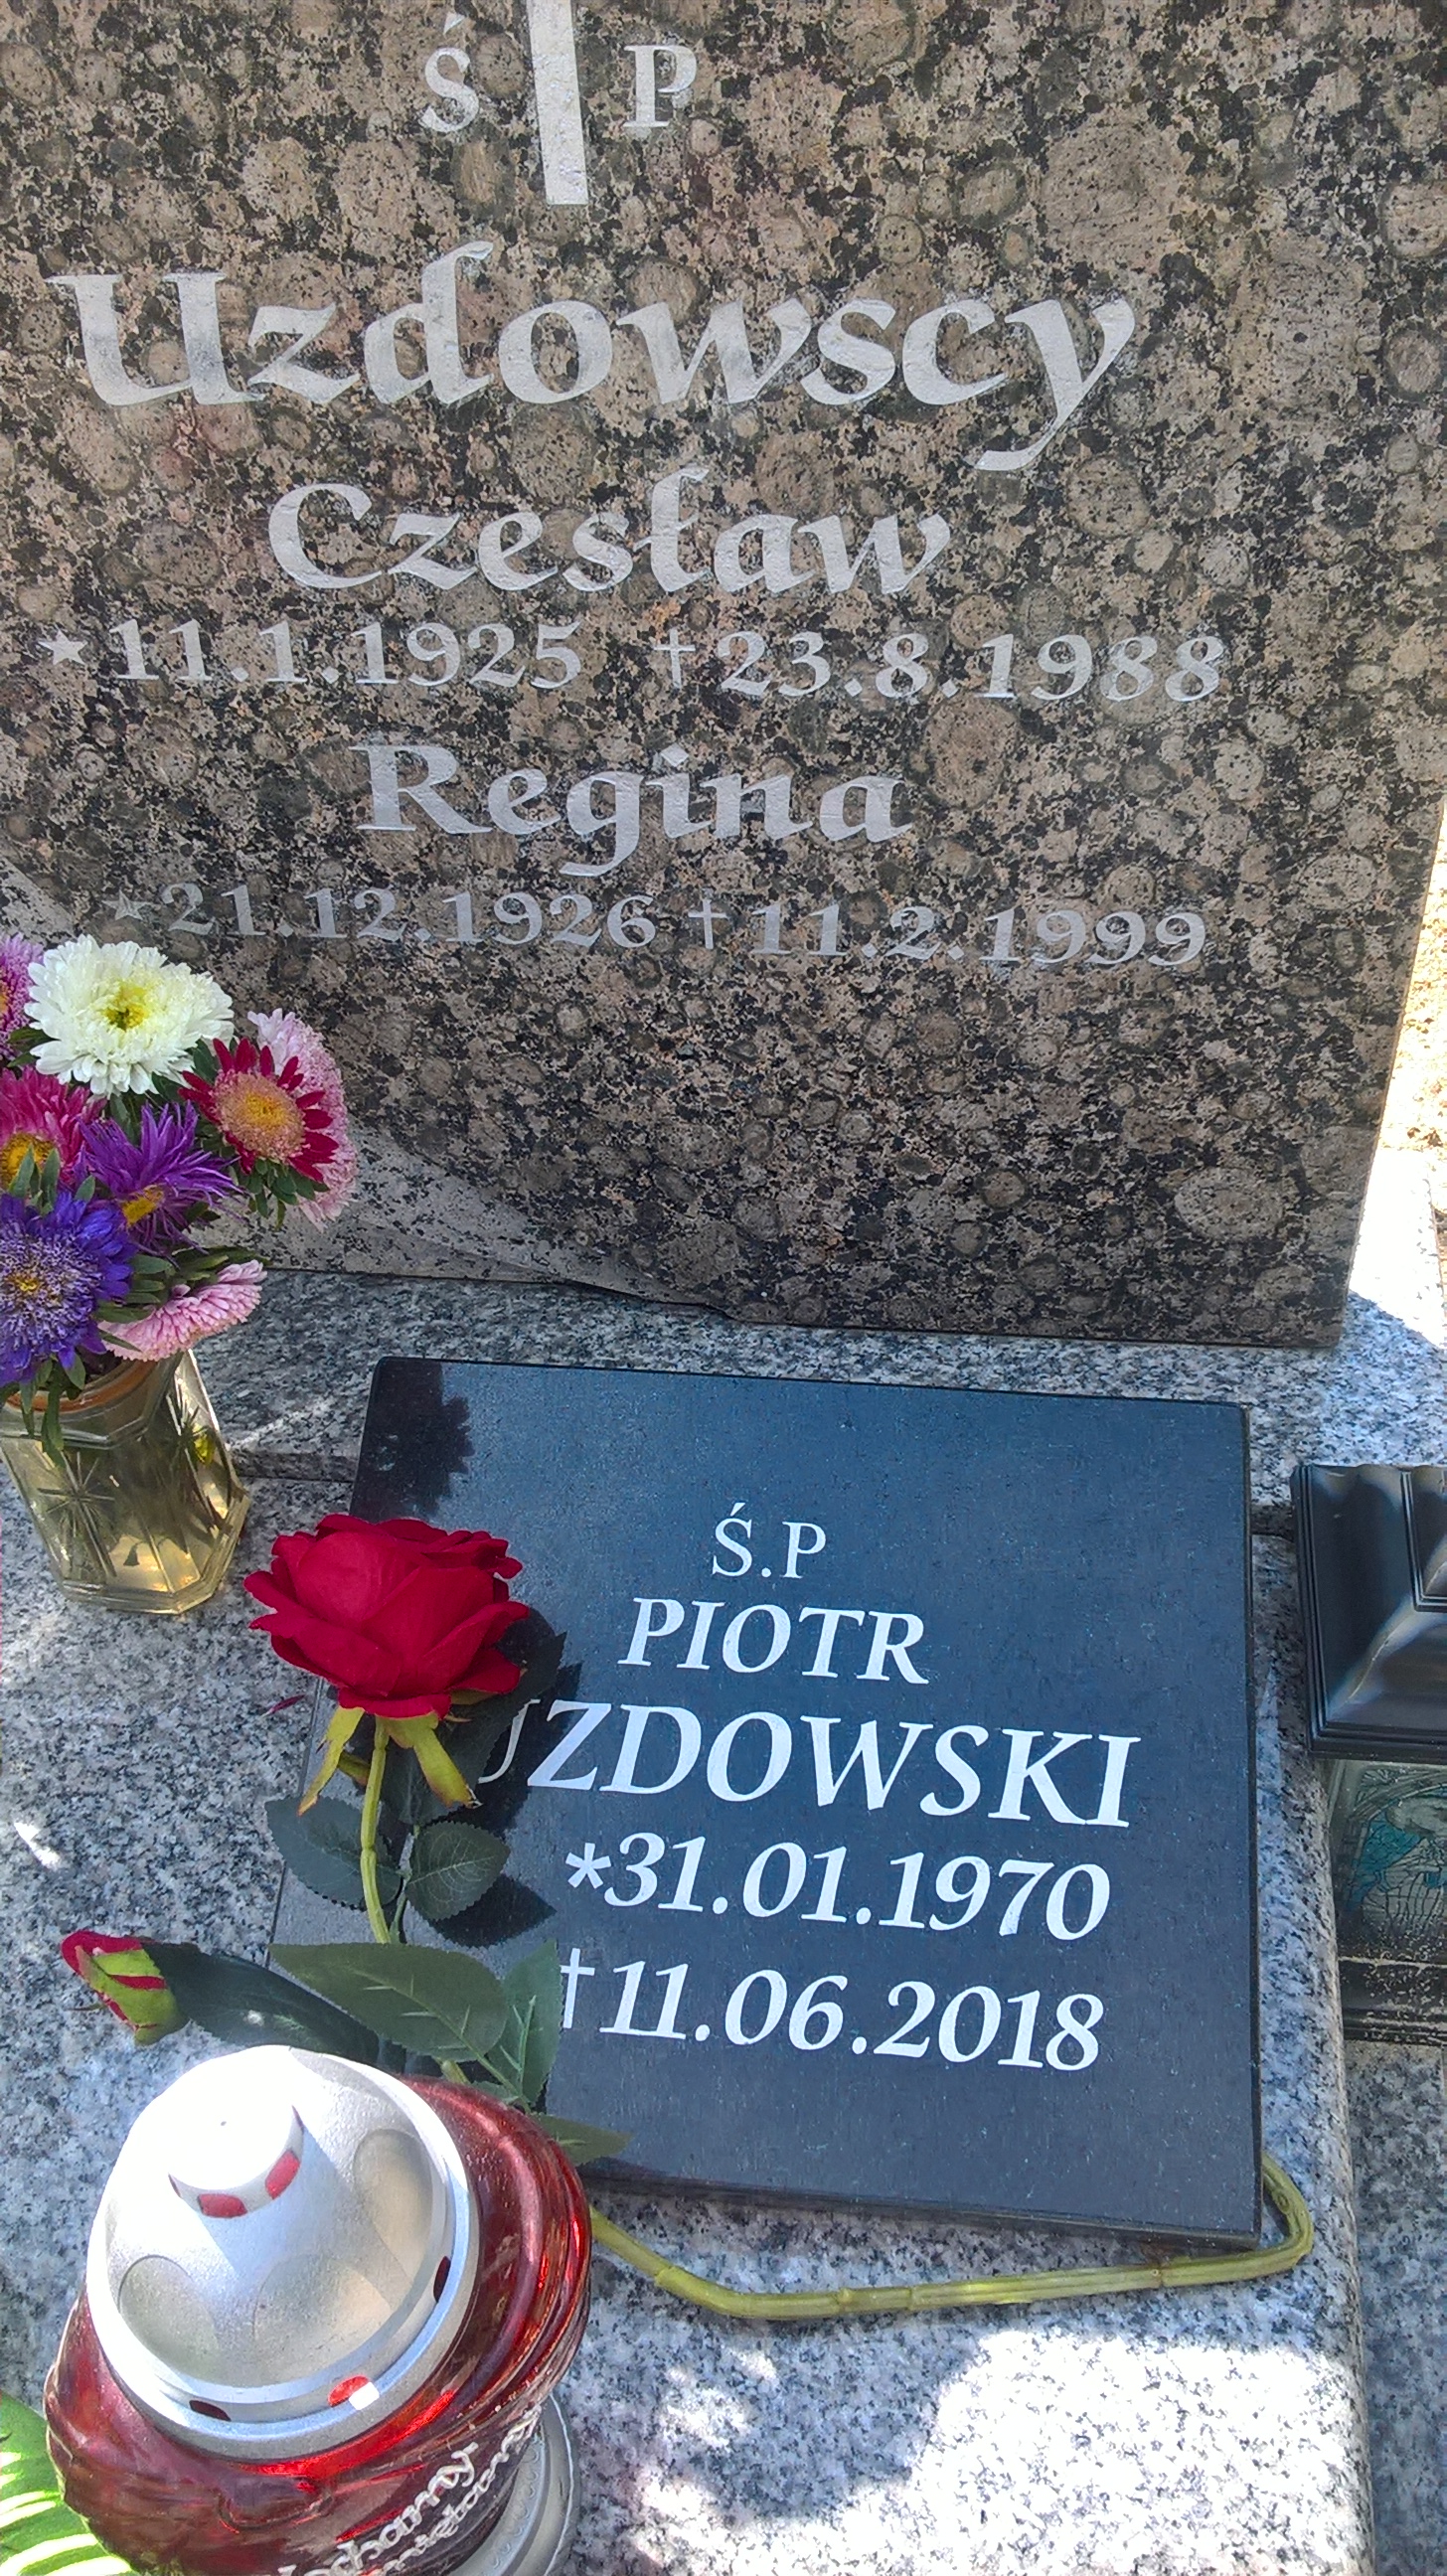 Ś P
Uzdowscy
Czesław
★11.1.1925 †23.8.1988
Regina
★21.12.1926 †11.2.1999
Ś.P
PIOTR
UZDOWSKI
*31.01.1970
†11.06.2018